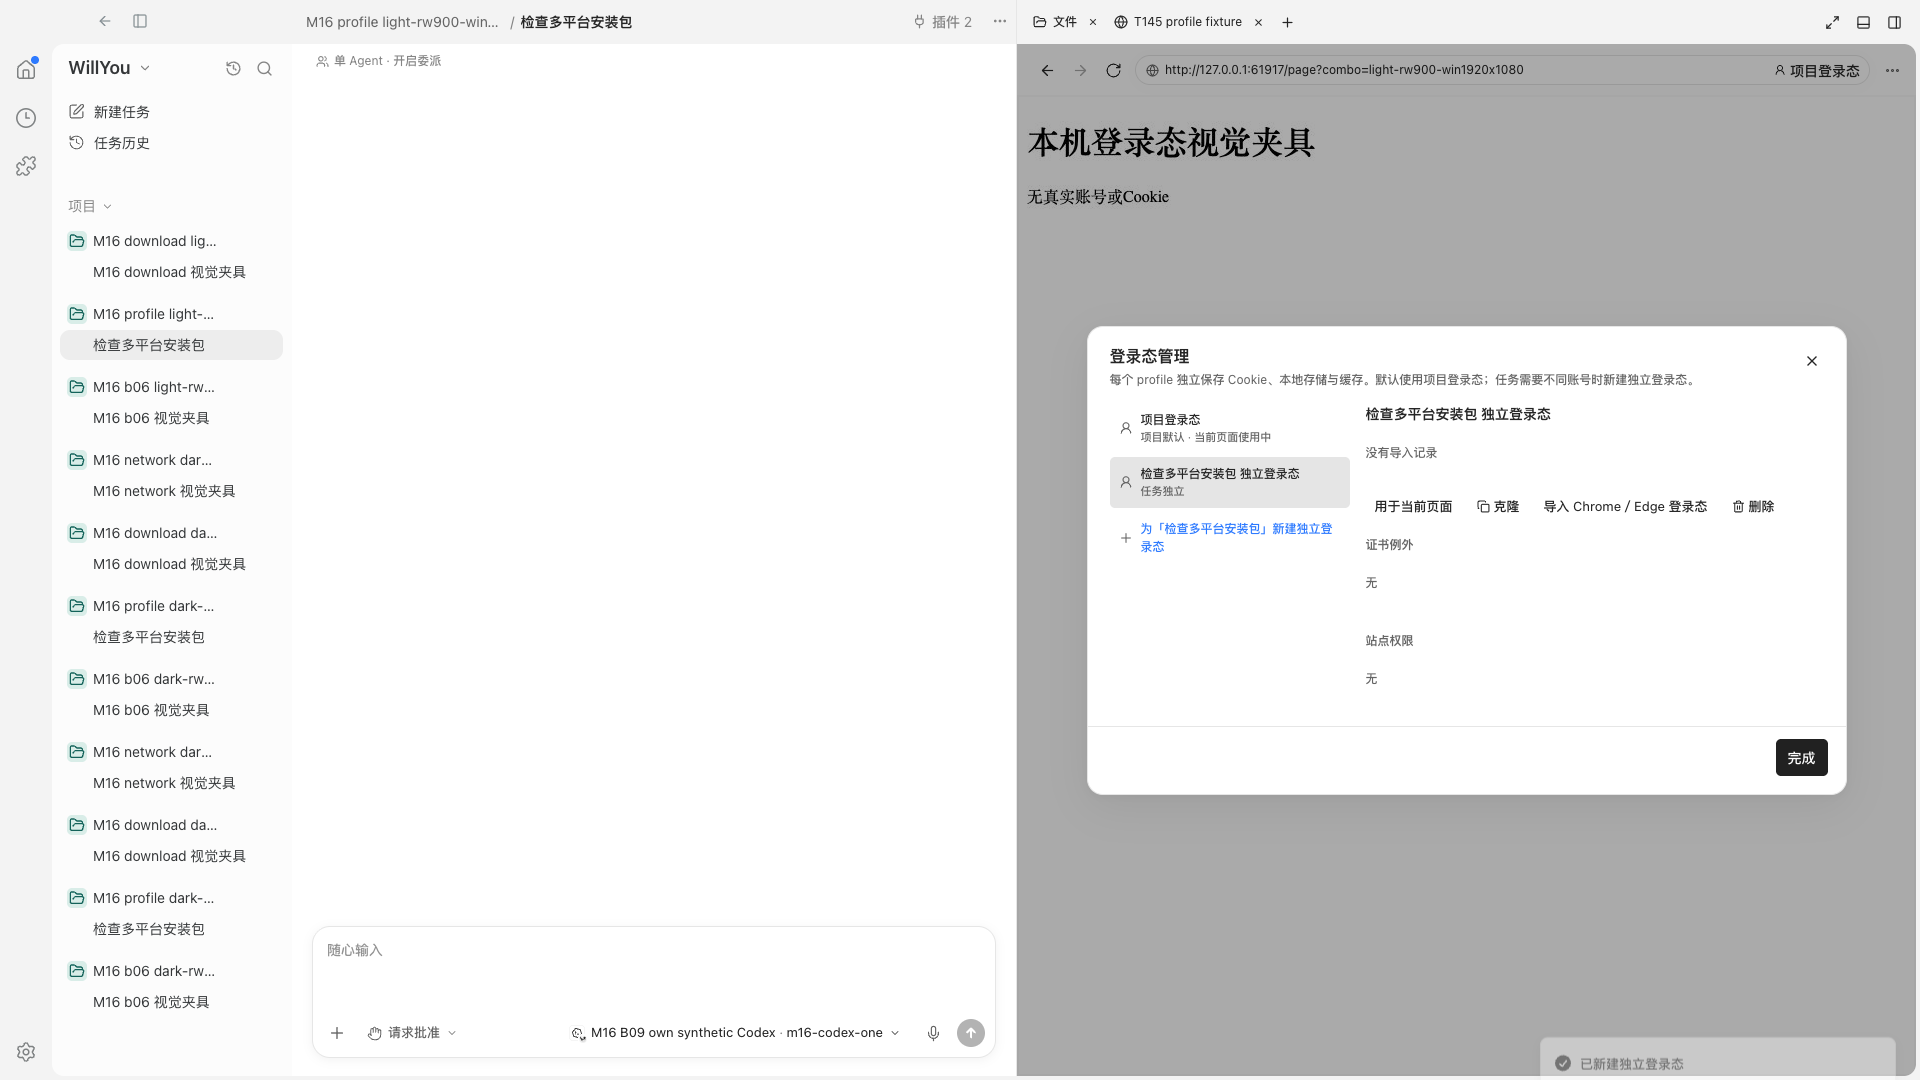 M16 profile light-rw900-win... / 检查多平台安装包
插件 2
文件
T145 profile fixture
WillYou
新建任务
任务历史
项目
M16 download lig...
M16 download 视觉夹具
M16 profile light-...
检查多平台安装包
M16 b06 light-rw...
M16 b06 视觉夹具
M16 network dar...
M16 network 视觉夹具
M16 download da...
M16 download 视觉夹具
M16 profile dark-...
检查多平台安装包
M16 b06 dark-rw...
M16 b06 视觉夹具
M16 network dar...
M16 network 视觉夹具
M16 download da...
M16 download 视觉夹具
M16 profile dark-...
检查多平台安装包
M16 b06 dark-rw...
M16 b06 视觉夹具
单 Agent · 开启委派
随心输入
请求批准
M16 B09 own synthetic Codex · m16-codex-one
http://127.0.0.1:61917/page?combo=light-rw900-win1920x1080
项目登录态
本机登录态视觉夹具
无真实账号或Cookie
登录态管理
每个 profile 独立保存 Cookie、本地存储与缓存。默认使用项目登录态；任务需要不同账号时新建独立登录态。
项目登录态
项目默认 · 当前页面使用中
检查多平台安装包 独立登录态
任务独立
为「检查多平台安装包」新建独立登
录态
检查多平台安装包 独立登录态
没有导入记录
用于当前页面 克隆 导入 Chrome / Edge 登录态 删除
证书例外
无
站点权限
无
完成
已新建独立登录态